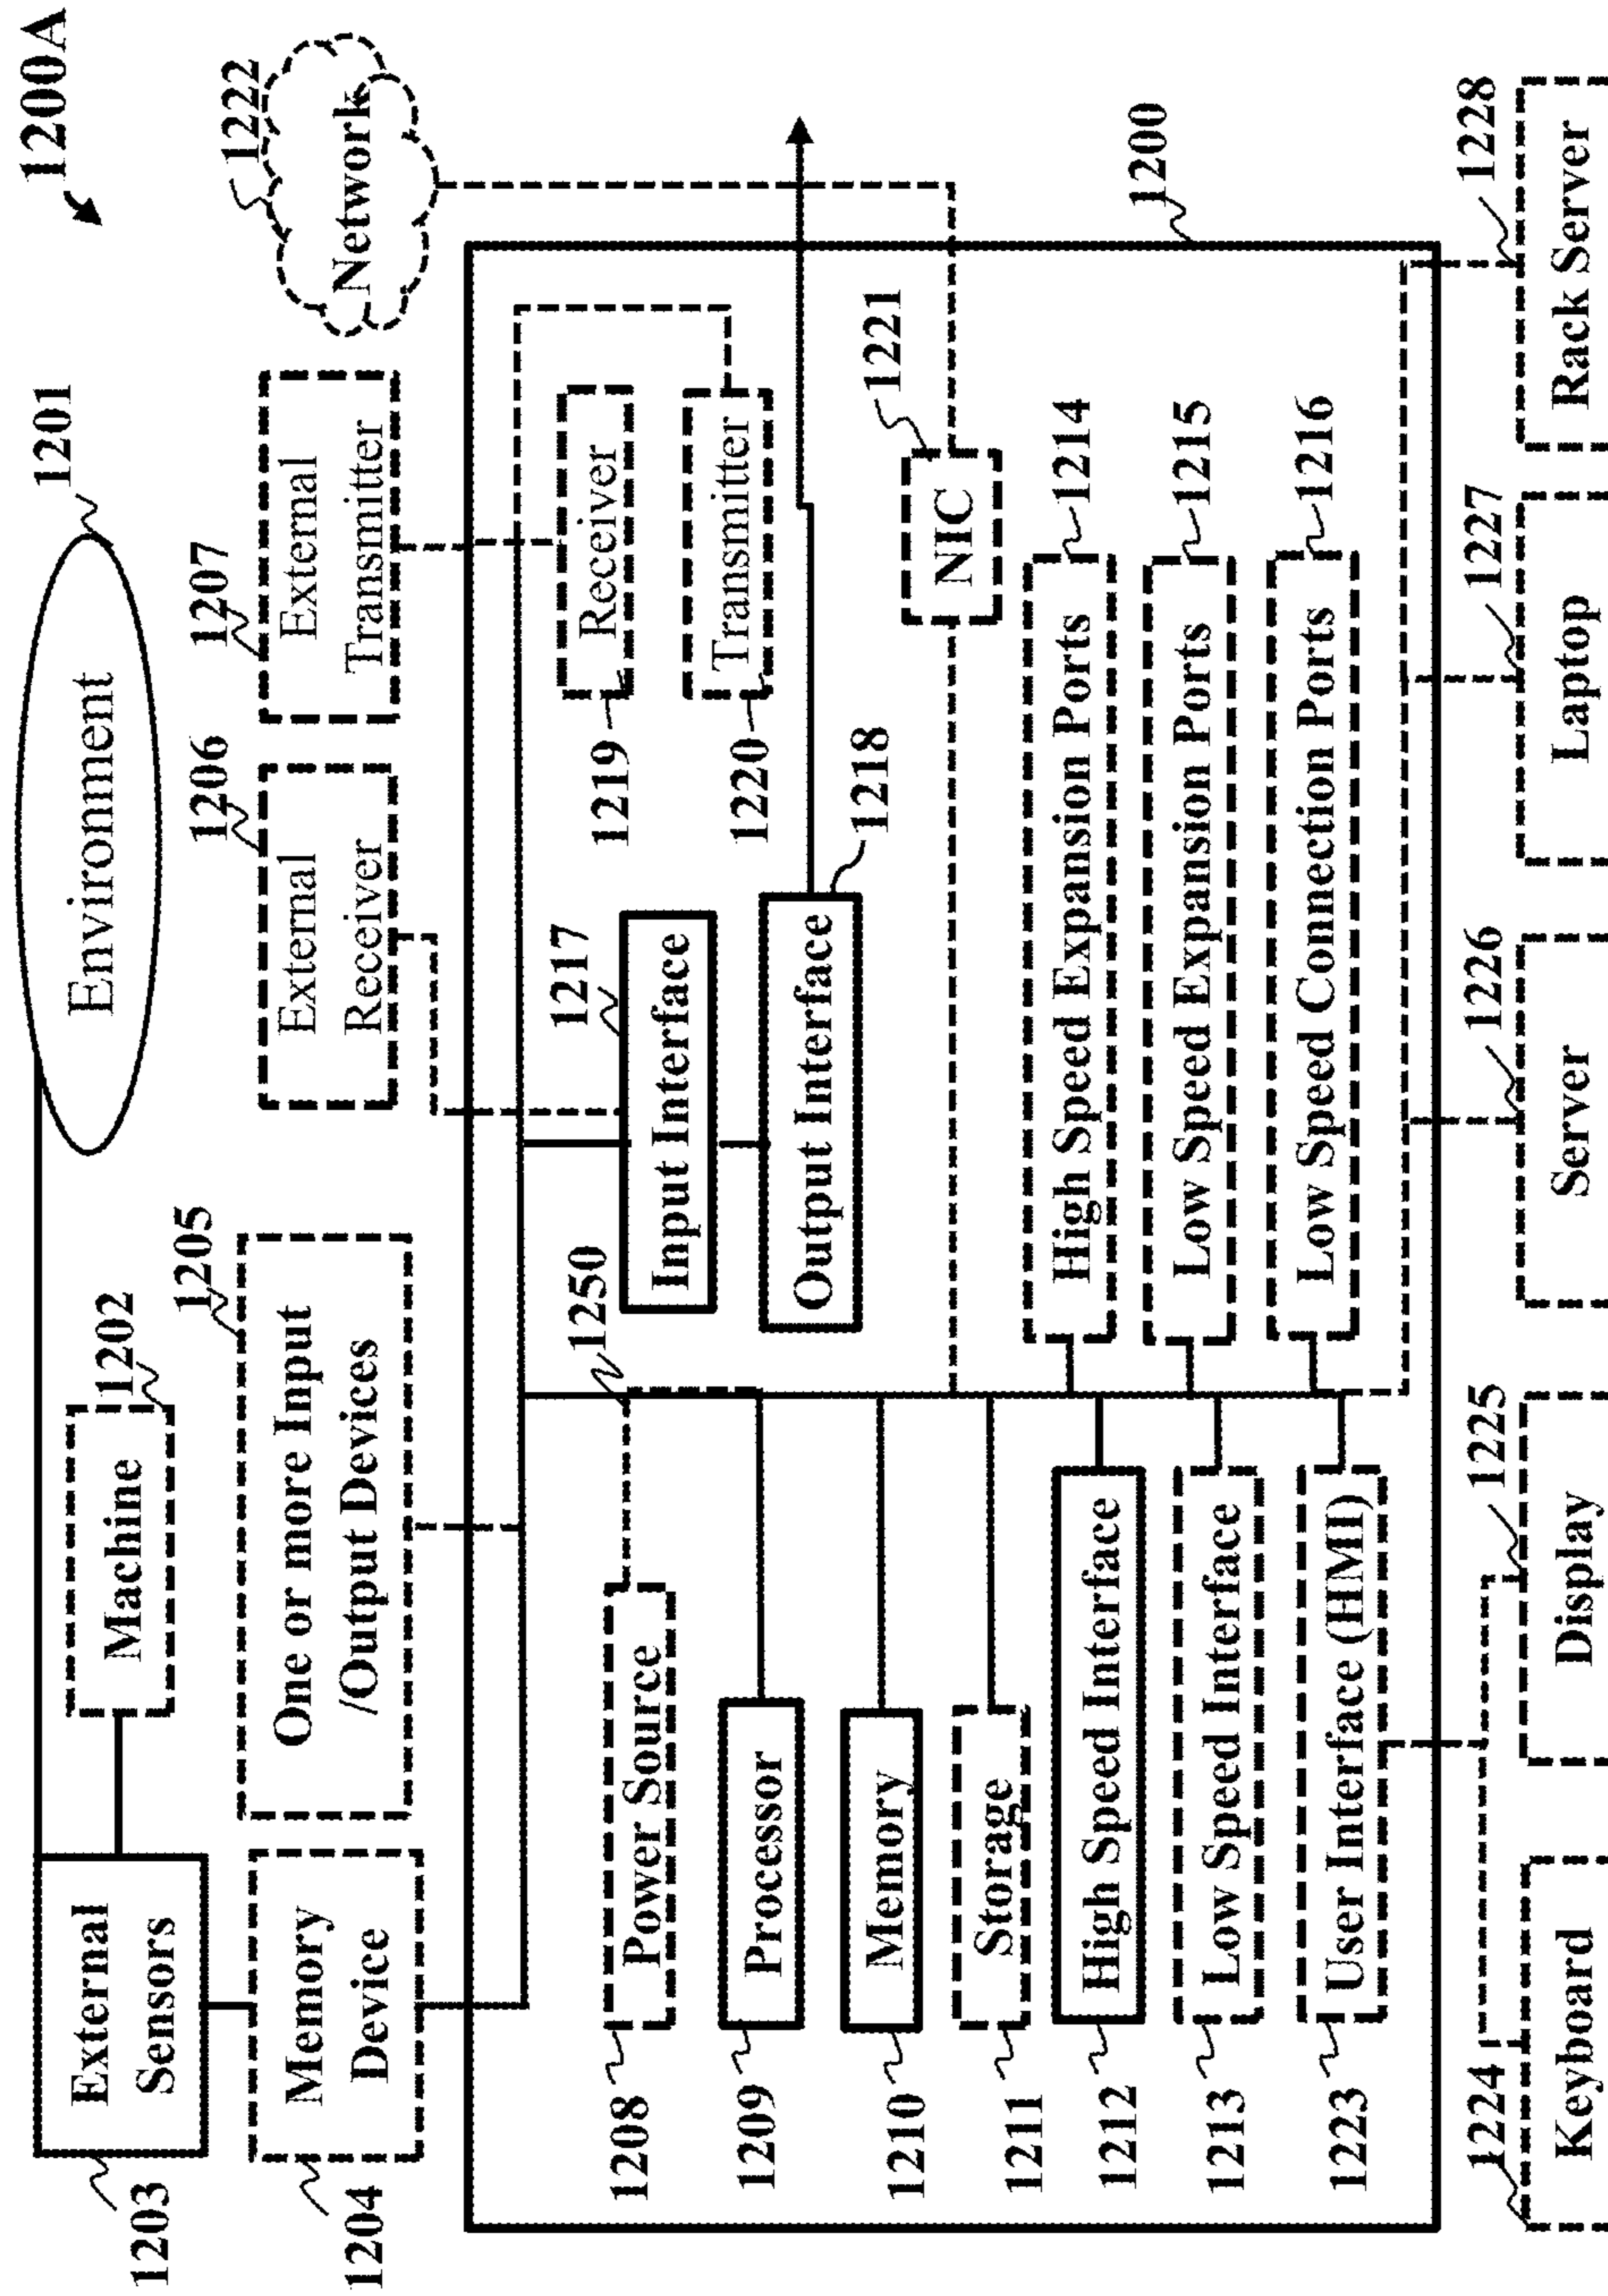 1200A
Environment
1201
Machine
1202
External
Sensors
1203
Memory
Device
1204
One or more Input
/Output Devices
1205
External
Receiver
1206
External
Transmitter
1207
Network
1222
1250
1208
Power Source
1209
Processor
1210
Memory
1211
Storage
1212
High Speed Interface
1213
Low Speed Interface
1223
User Interface (HMI)
1217
Input Interface
Output Interface
1218
1219
Receiver
1220
Transmitter
NIC
1221
High Speed Expansion Ports
1214
Low Speed Expansion Ports
1215
Low Speed Connection Ports
1216
1200
1224
Keyboard
1225
Display
1226
Server
1227
Laptop
1228
Rack Server